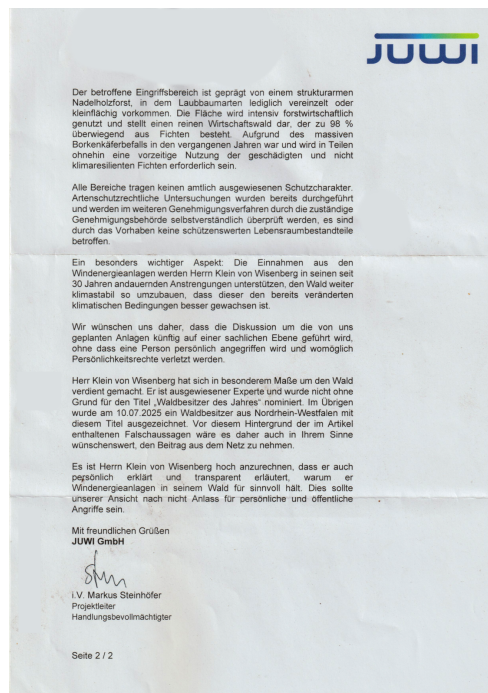 JUWI
Der betroffene Eingriffsbereich ist geprägt von einem strukturarmen
Nadelholzforst, in dem Laubbaumarten lediglich vereinzelt oder
kleinflächig vorkommen. Die Fläche wird intensiv forstwirtschaftlich
genutzt und stellt einen reinen Wirtschaftswald dar, der zu 98 %
überwiegend aus Fichten besteht. Aufgrund des massiven
Borkenkäferbefalls in den vergangenen Jahren war und wird in Teilen
ohnehin eine vorzeitige Nutzung der geschädigten und nicht
klimaresilienten Fichten erforderlich sein.
Alle Bereiche tragen keinen amtlich ausgewiesenen Schutzcharakter.
Artenschutzrechtliche Untersuchungen wurden bereits durchgeführt
und werden im weiteren Genehmigungsverfahren durch die zuständige
Genehmigungsbehörde selbstverständlich überprüft werden, es sind
durch das Vorhaben keine schützenswerten Lebensraumbestandteile
betroffen.
Ein besonders wichtiger Aspekt: Die Einnahmen aus den
Windenergieanlagen werden Herrn Klein von Wisenberg in seinen seit
30 Jahren andauernden Anstrengungen unterstützen, den Wald weiter
klimastabil so umzubauen, dass dieser den bereits veränderten
klimatischen Bedingungen besser gewachsen ist.
Wir wünschen uns daher, dass die Diskussion um die von uns
geplanten Anlagen künftig auf einer sachlichen Ebene geführt wird,
ohne dass eine Person persönlich angegriffen wird und womöglich
Persönlichkeitsrechte verletzt werden.
Herr Klein von Wisenberg hat sich in besonderem Maße um den Wald
verdient gemacht. Er ist ausgewiesener Experte und wurde nicht ohne
Grund für den Titel „Waldbesitzer des Jahres“ nominiert. Im Übrigen
wurde am 10.07.2025 ein Waldbesitzer aus Nordrhein-Westfalen mit
diesem Titel ausgezeichnet. Vor diesem Hintergrund der im Artikel
enthaltenen Falschaussagen wäre es daher auch in Ihrem Sinne
wünschenswert, den Beitrag aus dem Netz zu nehmen.
Es ist Herrn Klein von Wisenberg hoch anzurechnen, dass er auch
persönlich erklärt und transparent erläutert, warum er
Windenergieanlagen in seinem Wald für sinnvoll hält. Dies sollte
unserer Ansicht nach nicht Anlass für persönliche und öffentliche
Angriffe sein.
Mit freundlichen Grüßen
JUWI GmbH
i.V. Markus Steinhöfer
Projektleiter
Handlungsbevollmächtigter
Seite 2 / 2